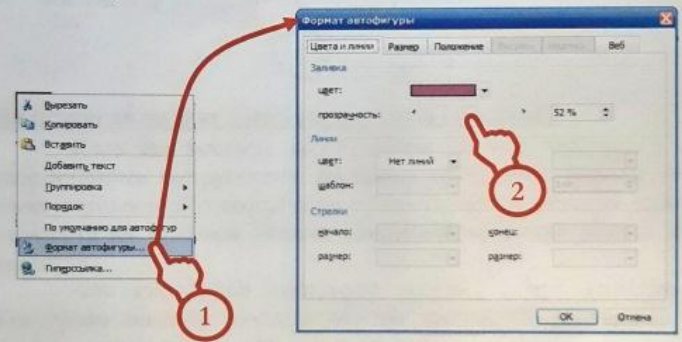 Вырезать
Копировать
Вставить
Добавить текст
Группировка
Порядок
По умолчанию для автофигур
Формат автофигуры...
Гиперссылка...
1
Формат автофигуры
Цвета и линии Размер Положение Веб
Заливка
цвет:
прозрачность: 52 %
Линии
цвет: Нет линий
шаблон:
2
Стрелки
начало: конец:
размер: размер:
OK Отмена